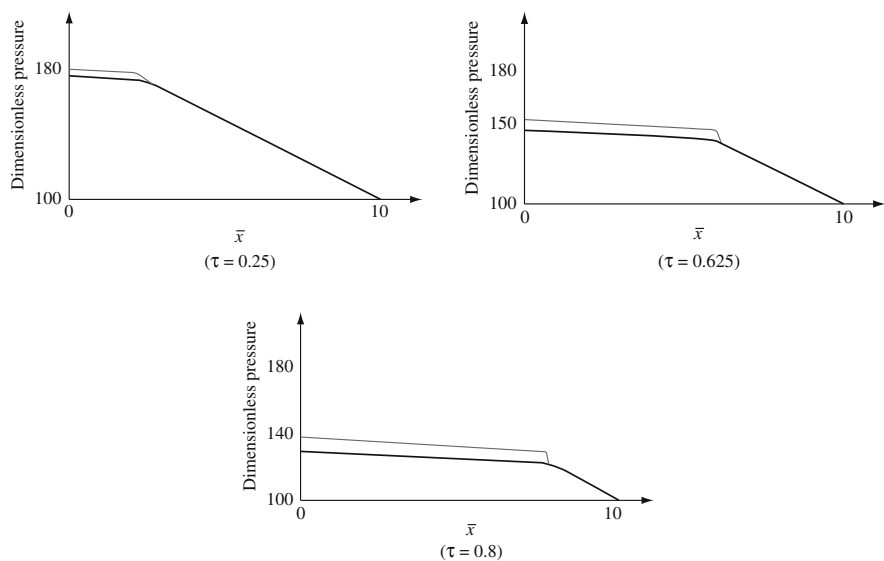 Dimensionless pressure
180
100
0
10
x̅
(τ = 0.25)
Dimensionless pressure
180
150
100
0
10
x̅
(τ = 0.625)
Dimensionless pressure
180
140
100
0
10
x̅
(τ = 0.8)